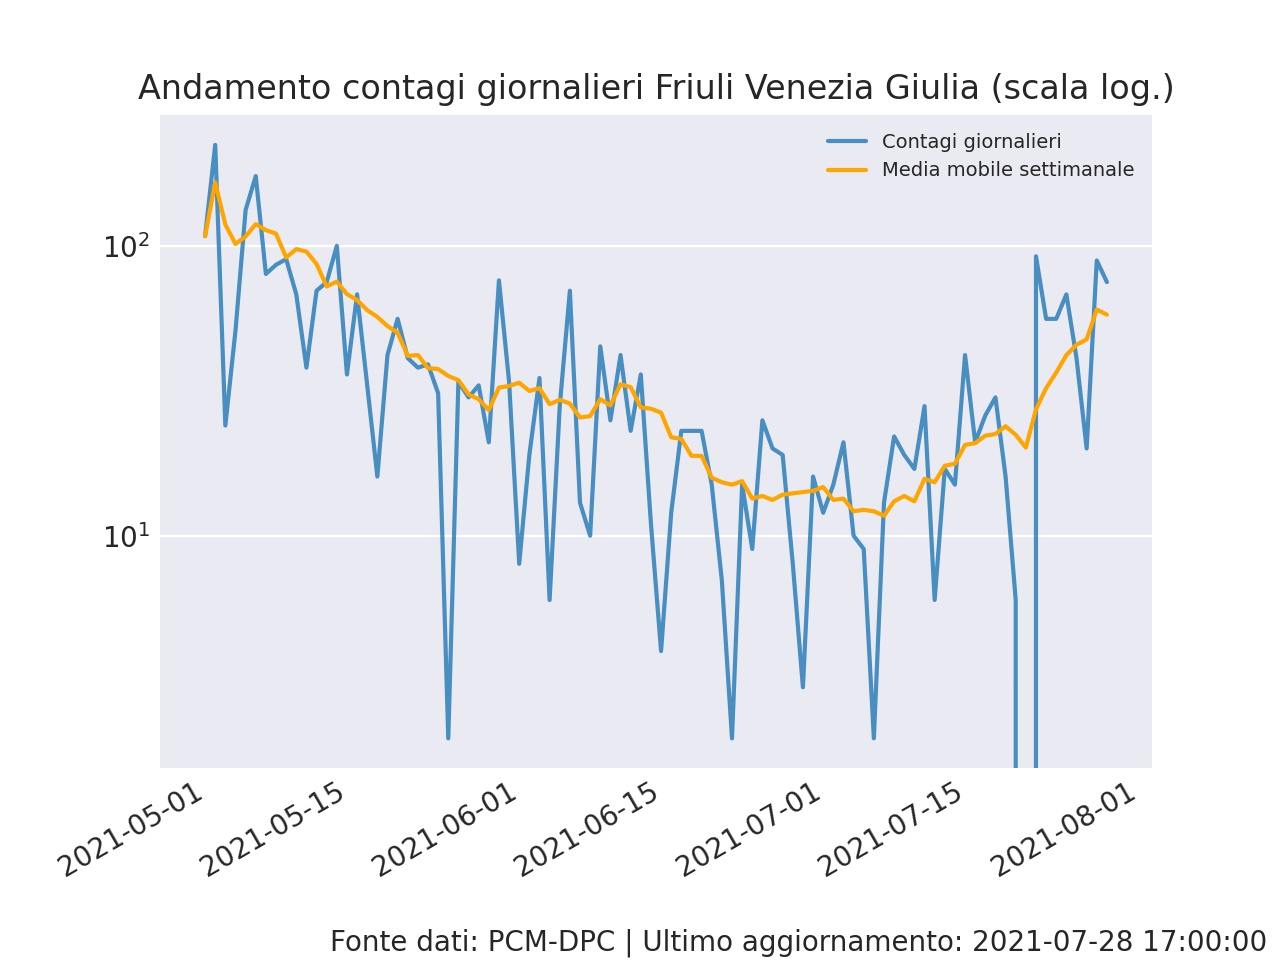 Andamento contagi giornalieri Friuli Venezia Giulia (scala log.)
Contagi giornalieri
Media mobile settimanale
10²
10¹
2021-05-01
2021-05-15
2021-06-01
2021-06-15
2021-07-01
2021-07-15
2021-08-01
Fonte dati: PCM-DPC | Ultimo aggiornamento: 2021-07-28 17:00:00